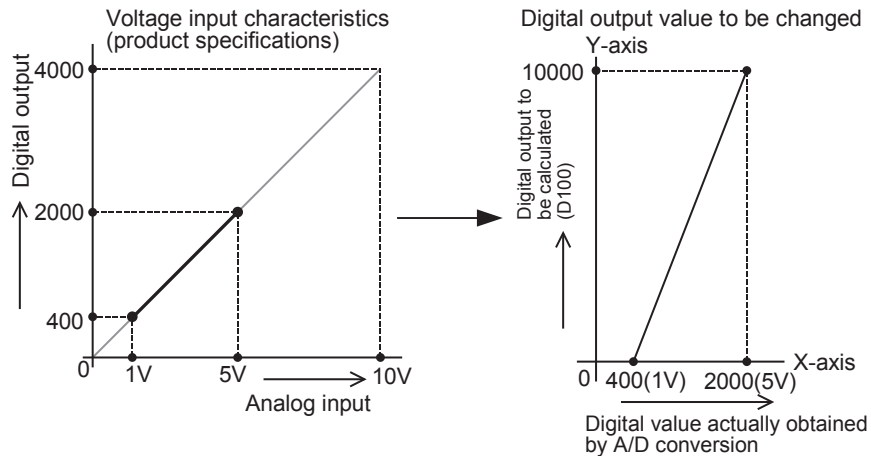 Voltage input characteristics
(product specifications)
4000
2000
400
0
1V
5V
10V
Digital output
Analog input
Digital output value to be changed
Y-axis
10000
Digital output to
be calculated
(D100)
0
400(1V)
2000(5V)
X-axis
Digital value actually obtained
by A/D conversion